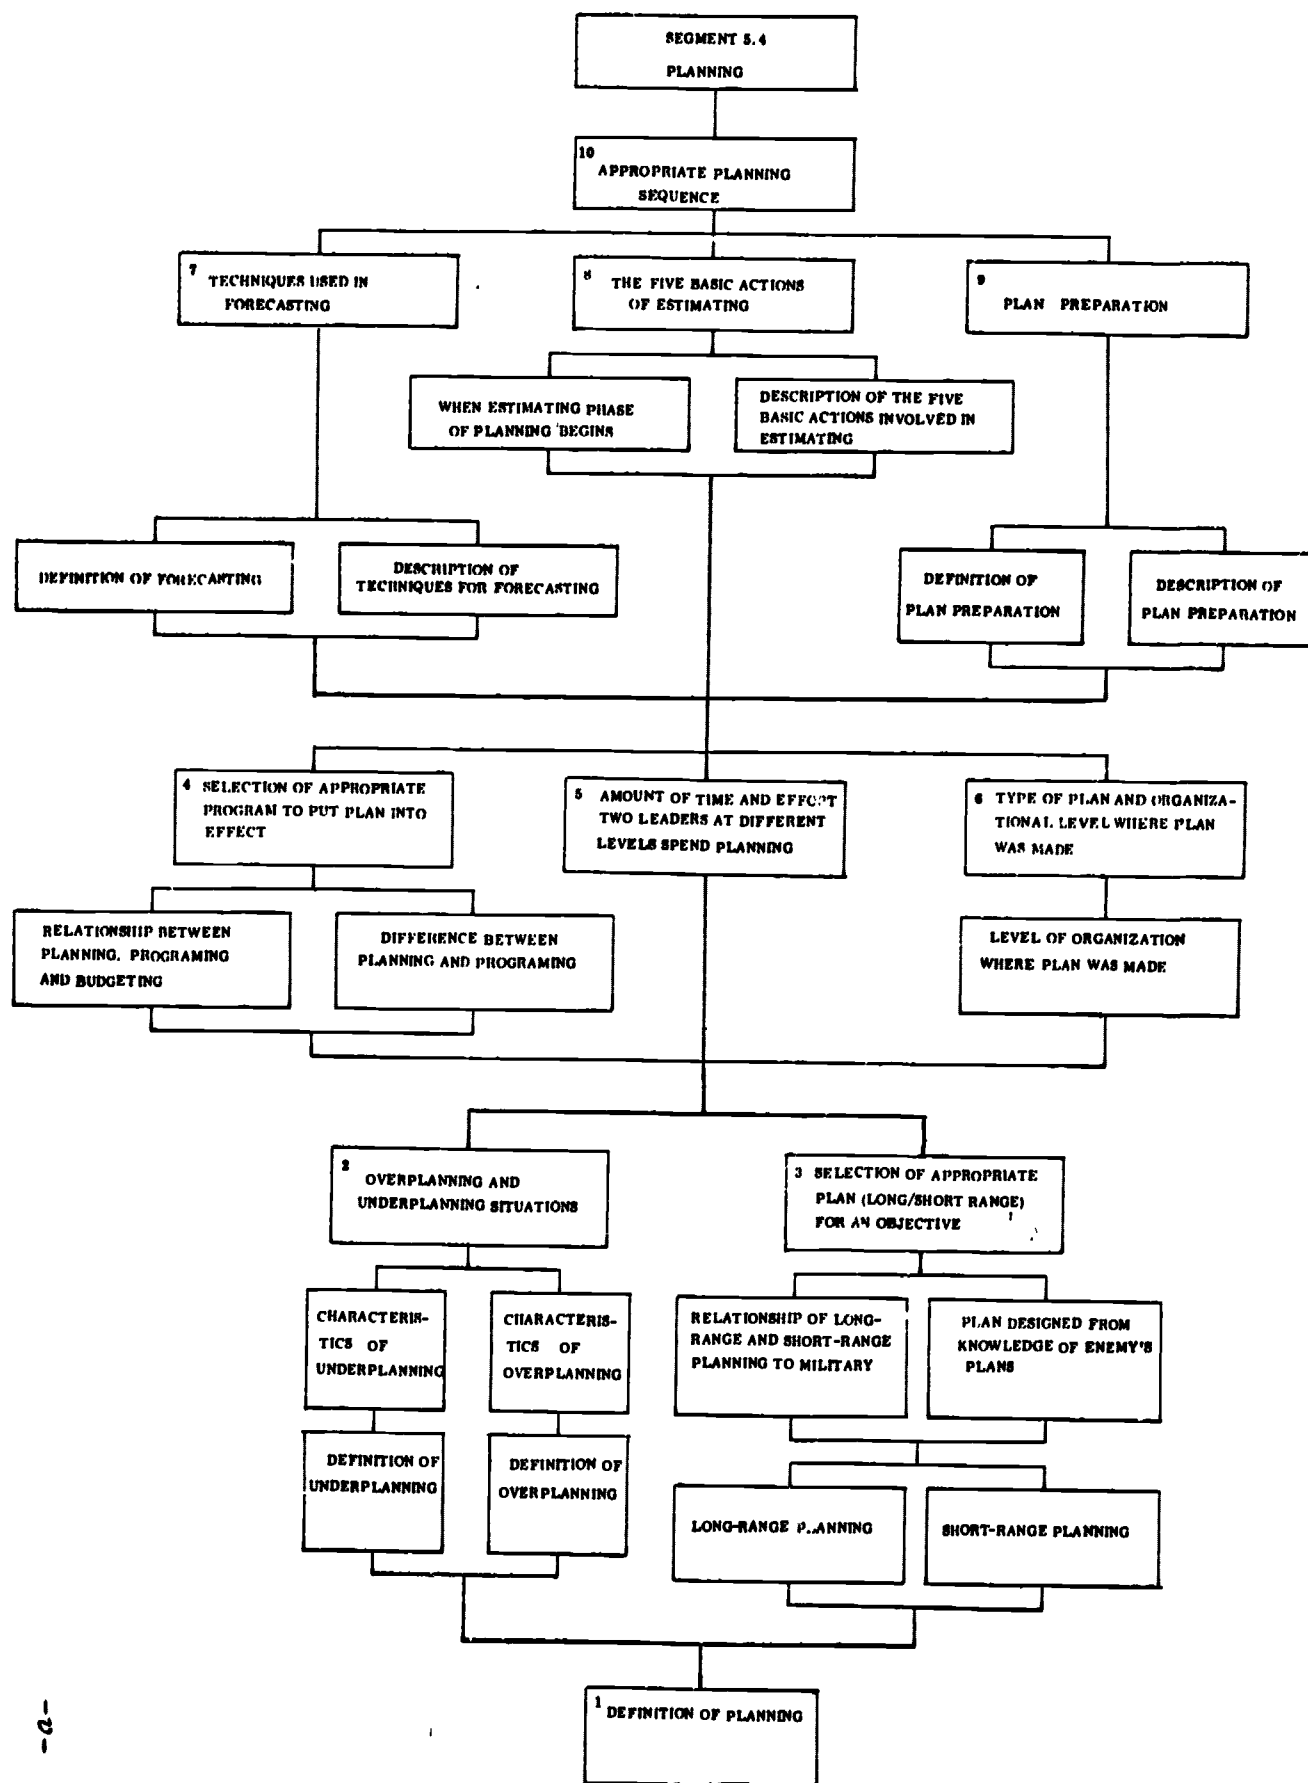 SEGMENT 5.4
PLANNING
10
APPROPRIATE PLANNING
SEQUENCE
7
TECHNIQUES USED IN
FORECASTING
8
THE FIVE BASIC ACTIONS
OF ESTIMATING
9
PLAN PREPARATION
WHEN ESTIMATING PHASE
OF PLANNING BEGINS
DESCRIPTION OF THE FIVE
BASIC ACTIONS INVOLVED IN
ESTIMATING
DEFINITION OF FORECASTING
DESCRIPTION OF
TECHNIQUES FOR FORECASTING
DEFINITION OF
PLAN PREPARATION
DESCRIPTION OF
PLAN PREPARATION
4 SELECTION OF APPROPRIATE
PROGRAM TO PUT PLAN INTO
EFFECT
5 AMOUNT OF TIME AND EFFORT
TWO LEADERS AT DIFFERENT
LEVELS SPEND PLANNING
6 TYPE OF PLAN AND ORGANIZA-
TIONAL LEVEL WHERE PLAN
WAS MADE
RELATIONSHIP BETWEEN
PLANNING, PROGRAMING
AND BUDGETING
DIFFERENCE BETWEEN
PLANNING AND PROGRAMING
LEVEL OF ORGANIZATION
WHERE PLAN WAS MADE
2
OVERPLANNING AND
UNDERPLANNING SITUATIONS
3 SELECTION OF APPROPRIATE
PLAN (LONG/SHORT RANGE)
FOR AN OBJECTIVE
CHARACTERIS-
TICS OF
UNDERPLANNING
CHARACTERIS-
TICS OF
OVERPLANNING
RELATIONSHIP OF LONG-
RANGE AND SHORT-RANGE
PLANNING TO MILITARY
PLAN DESIGNED FROM
KNOWLEDGE OF ENEMY'S
PLANS
DEFINITION OF
UNDERPLANNING
DEFINITION OF
OVERPLANNING
LONG-RANGE PLANNING
SHORT-RANGE PLANNING
1 DEFINITION OF PLANNING